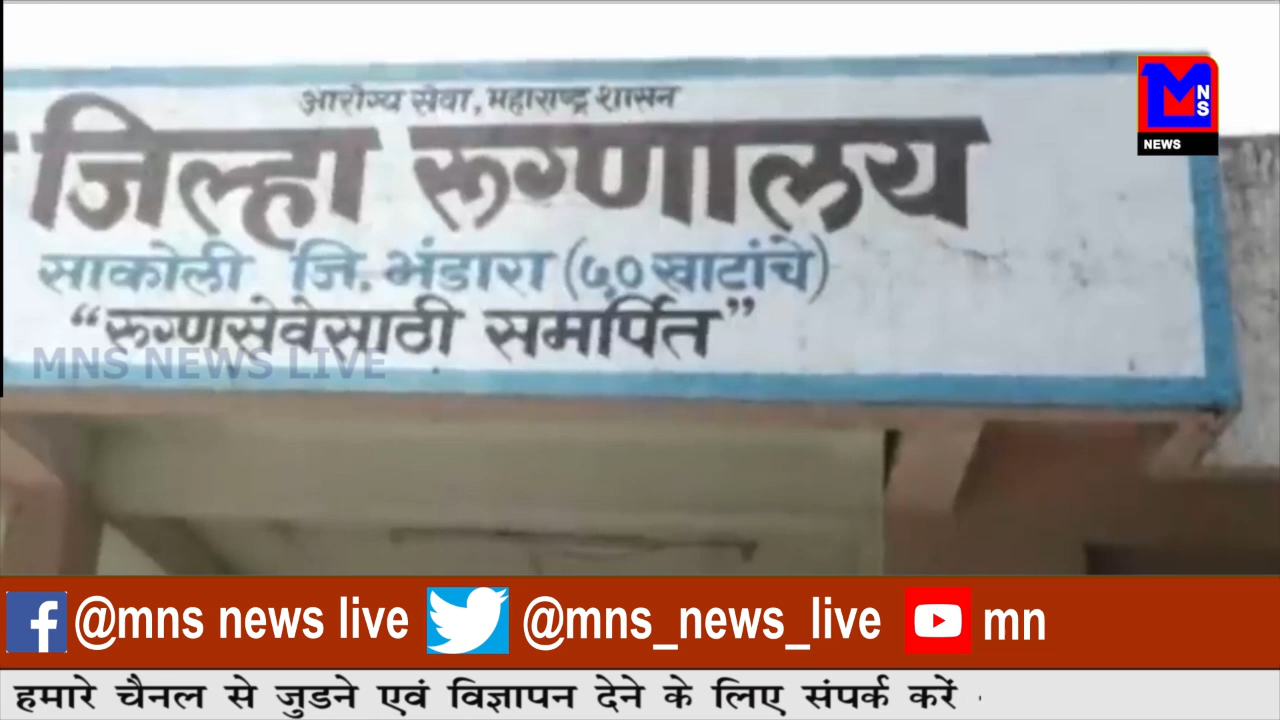 आरोग्य सेवा, महाराष्ट्र शासन
जिल्हा रूग्णालय
साकोली जि. भंडारा (५० खाटांचे)
“रूग्णसेवेसाठी समर्पित”
MNS NEWS LIVE
MNS
NEWS
@mns news live @mns_news_live mn
हमारे चैनल से जुडने एवं विज्ञापन देने के लिए संपर्क करें